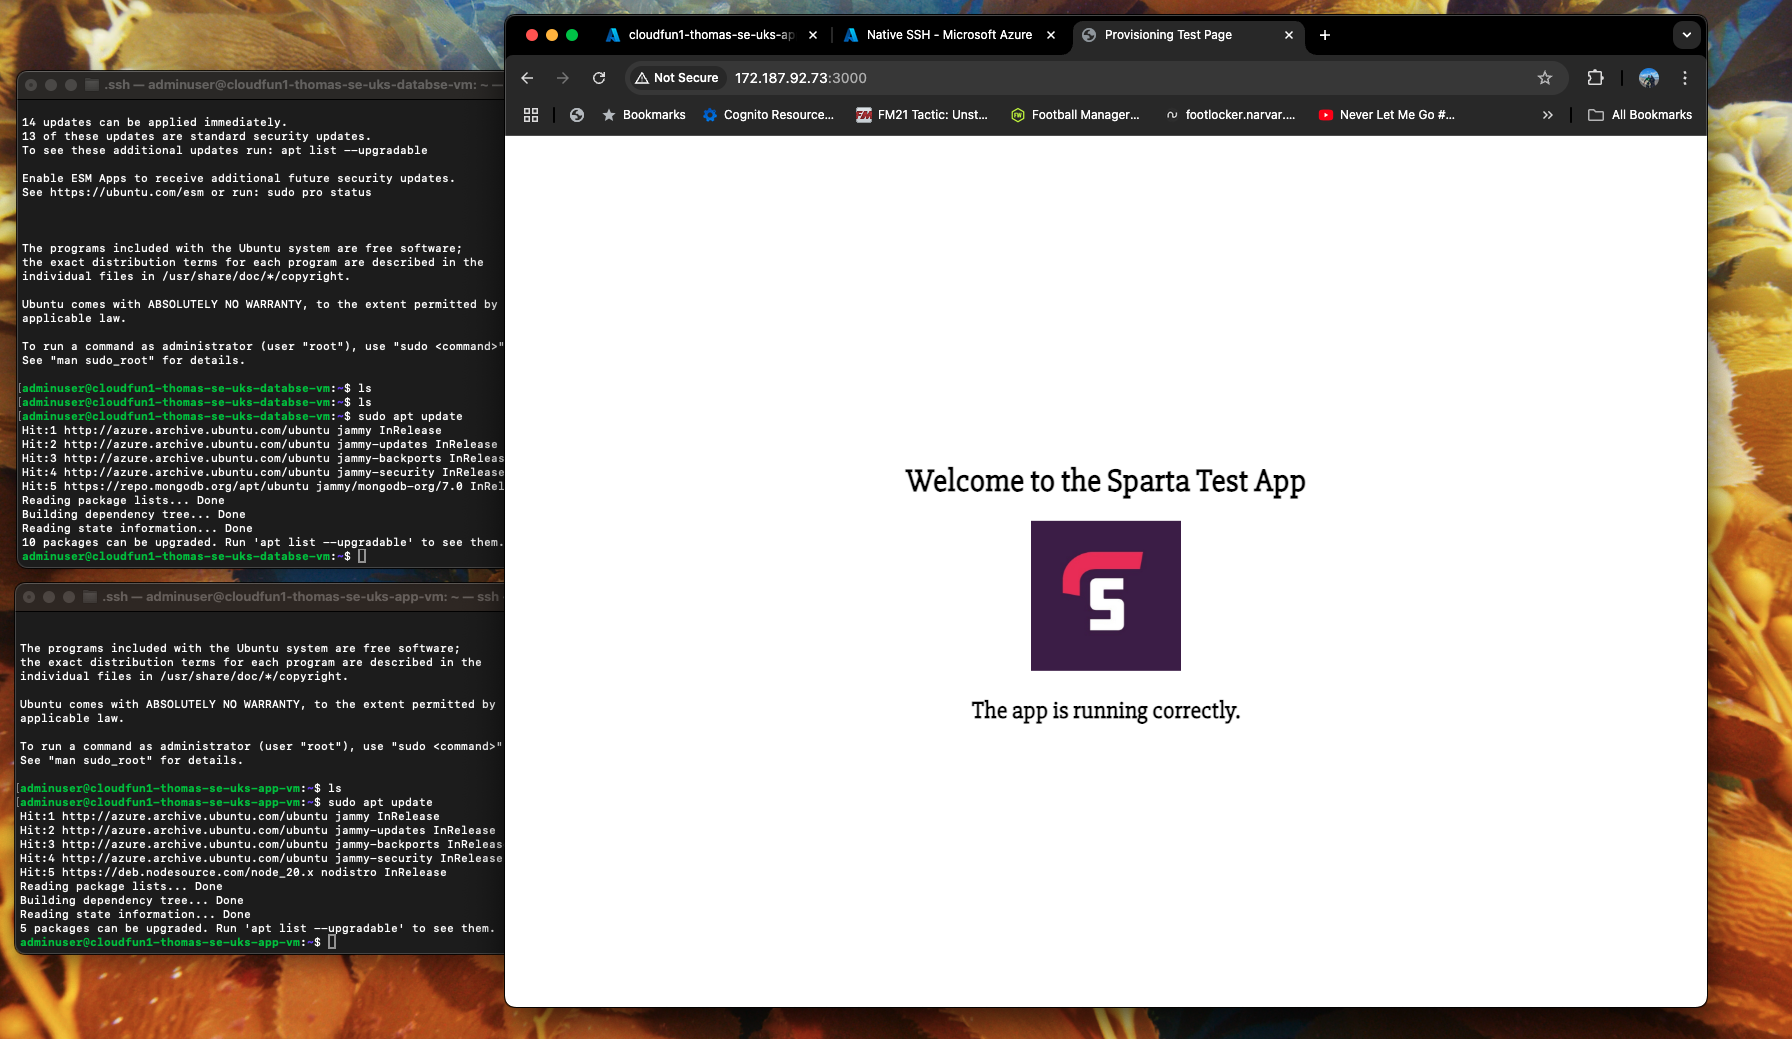 .ssh — adminuser@cloudfun1-thomas-se-uks-databse-vm: ~ —
14 updates can be applied immediately.
13 of these updates are standard security updates.
To see these additional updates run: apt list --upgradable
Enable ESM Apps to receive additional future security updates.
See https://ubuntu.com/esm or run: sudo pro status
The programs included with the Ubuntu system are free software;
the exact distribution terms for each program are described in the
individual files in /usr/share/doc/*/copyright.
Ubuntu comes with ABSOLUTELY NO WARRANTY, to the extent permitted by
applicable law.
To run a command as administrator (user "root"), use "sudo <command>"
See "man sudo_root" for details.
[adminuser@cloudfun1-thomas-se-uks-databse-vm:~$ ls
[adminuser@cloudfun1-thomas-se-uks-databse-vm:~$ ls
[adminuser@cloudfun1-thomas-se-uks-databse-vm:~$ sudo apt update
Hit:1 http://azure.archive.ubuntu.com/ubuntu jammy InRelease
Hit:2 http://azure.archive.ubuntu.com/ubuntu jammy-updates InRelease
Hit:3 http://azure.archive.ubuntu.com/ubuntu jammy-backports InReleas
Hit:4 http://azure.archive.ubuntu.com/ubuntu jammy-security InRelease
Hit:5 https://repo.mongodb.org/apt/ubuntu jammy/mongodb-org/7.0 InRel
Reading package lists... Done
Building dependency tree... Done
Reading state information... Done
10 packages can be upgraded. Run 'apt list --upgradable' to see them.
adminuser@cloudfun1-thomas-se-uks-databse-vm:~$
.ssh — adminuser@cloudfun1-thomas-se-uks-app-vm: ~ — ssh
The programs included with the Ubuntu system are free software;
the exact distribution terms for each program are described in the
individual files in /usr/share/doc/*/copyright.
Ubuntu comes with ABSOLUTELY NO WARRANTY, to the extent permitted by
applicable law.
To run a command as administrator (user "root"), use "sudo <command>"
See "man sudo_root" for details.
[adminuser@cloudfun1-thomas-se-uks-app-vm:~$ ls
[adminuser@cloudfun1-thomas-se-uks-app-vm:~$ sudo apt update
Hit:1 http://azure.archive.ubuntu.com/ubuntu jammy InRelease
Hit:2 http://azure.archive.ubuntu.com/ubuntu jammy-updates InRelease
Hit:3 http://azure.archive.ubuntu.com/ubuntu jammy-backports InReleas
Hit:4 http://azure.archive.ubuntu.com/ubuntu jammy-security InRelease
Hit:5 https://deb.nodesource.com/node_20.x nodistro InRelease
Reading package lists... Done
Building dependency tree... Done
Reading state information... Done
5 packages can be upgraded. Run 'apt list --upgradable' to see them.
adminuser@cloudfun1-thomas-se-uks-app-vm:~$
cloudfun1-thomas-se-uks-ap Native SSH - Microsoft Azure Provisioning Test Page
Not Secure 172.187.92.73:3000
Bookmarks Cognito Resource... FM21 Tactic: Unst... Football Manager... footlocker.narvar.... Never Let Me Go #... » All Bookmarks
Welcome to the Sparta Test App
S
The app is running correctly.